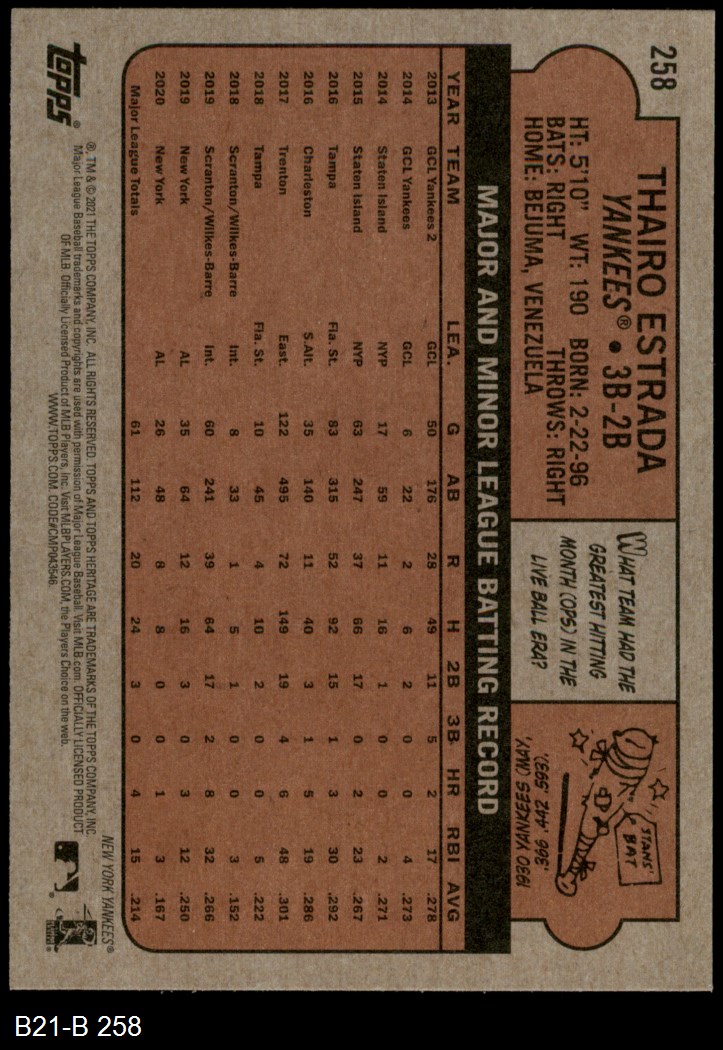 258
THAIRO ESTRADA
YANKEES® • 3B-2B
HT: 5'10" WT: 190 BORN: 2-22-96
BATS: RIGHT THROWS: RIGHT
HOME: BEJUMA, VENEZUELA
WHAT TEAM HAD THE
GREATEST HITTING
MONTH (OPS) IN THE
LIVE BALL ERA?
STANS'
BAT
1930 YANKEES (MAY,
.366, .442, .593).
MAJOR AND MINOR LEAGUE BATTING RECORD
YEAR TEAM LEA. G AB R H 2B 3B HR RBI AVG
2013 GCL Yankees 2 GCL 50 176 28 49 11 5 2 17 .278
2014 GCL Yankees GCL 6 22 2 6 2 0 0 4 .273
2014 Staten Island NYP 17 59 11 16 1 0 0 2 .271
2015 Staten Island NYP 63 247 37 66 17 0 2 23 .267
2016 Tampa Fla. St. 83 315 52 92 15 1 3 30 .292
2016 Charleston S.Atl. 35 140 11 40 3 1 5 19 .286
2017 Trenton East. 122 495 72 149 19 4 6 48 .301
2018 Tampa Fla. St. 10 45 4 10 2 0 0 5 .222
2018 Scranton/Wilkes-Barre Int. 8 33 1 5 1 0 0 3 .152
2019 Scranton/Wilkes-Barre Int. 60 241 39 64 17 2 8 32 .266
2019 New York AL 35 64 12 16 3 0 3 12 .250
2020 New York AL 26 48 8 8 0 0 1 3 .167
Major League Totals 61 112 20 24 3 0 4 15 .214
topps®
NEW YORK YANKEES®
®, TM & © 2021 THE TOPPS COMPANY, INC. ALL RIGHTS RESERVED. TOPPS AND TOPPS HERITAGE ARE TRADEMARKS OF THE TOPPS COMPANY, INC.
Major League Baseball trademarks and copyrights are used with permission of Major League Baseball. Visit MLB.com. OFFICIALLY LICENSED PRODUCT
OF MLB Officially Licensed Product of MLB Players, Inc. Visit MLBPLAYERS.COM, the Players Choice on the web.
WWW.TOPPS.COM CODE#CMP043546
B21-B 258